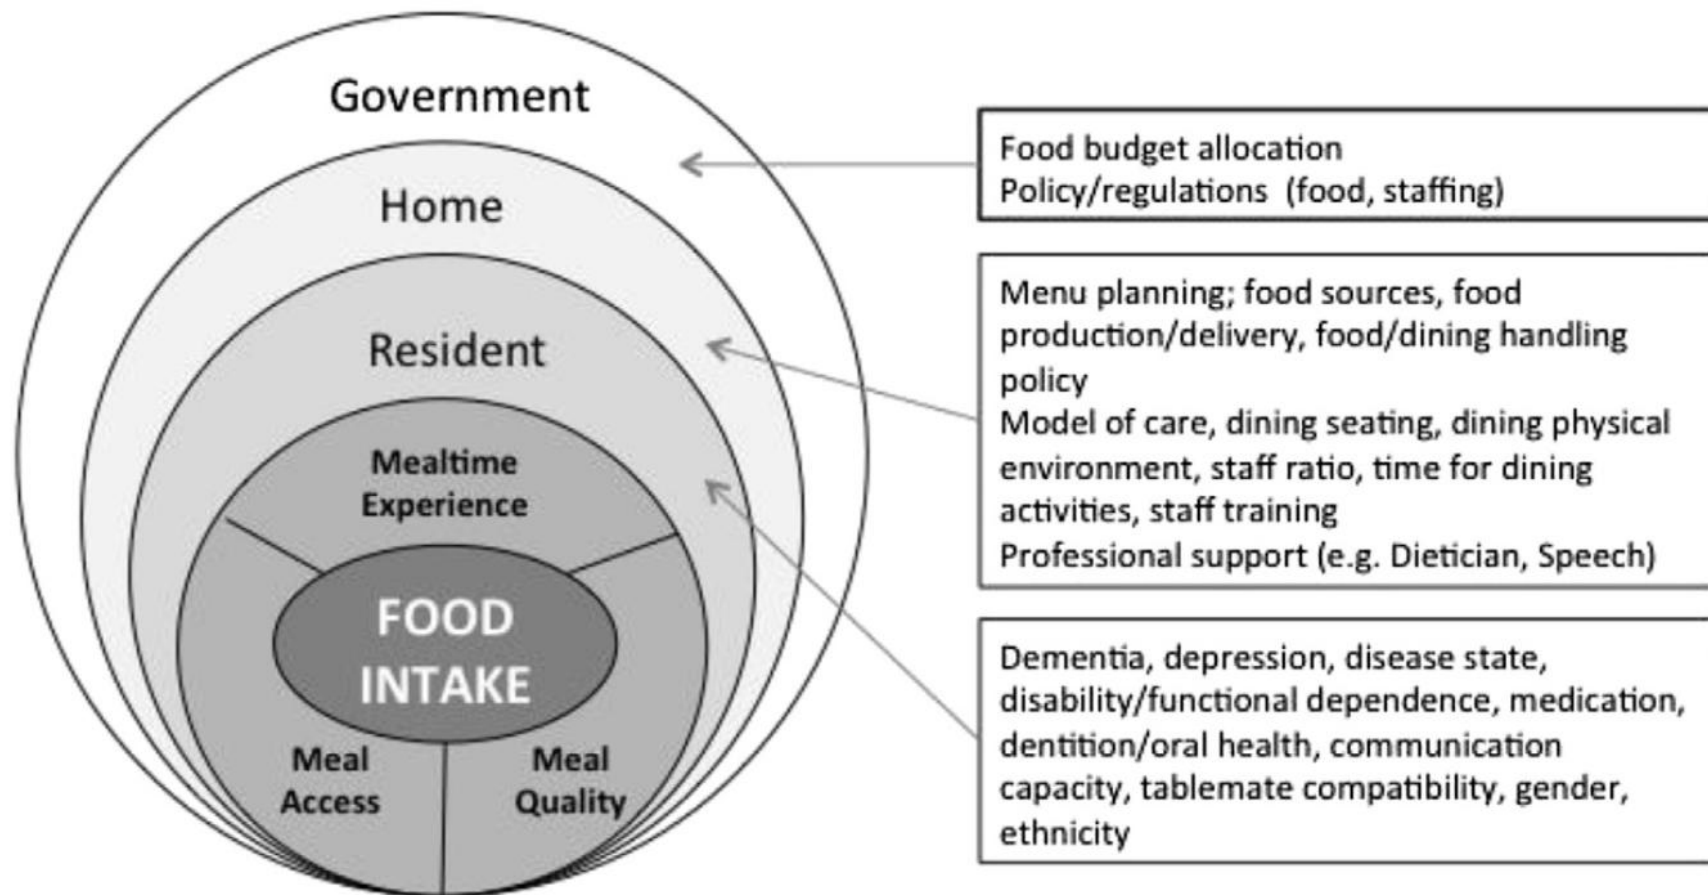 Government
Home
Resident
Mealtime
Experience
FOOD
INTAKE
Meal
Access
Meal
Quality
Food budget allocation
Policy/regulations (food, staffing)
Menu planning; food sources, food
production/delivery, food/dining handling
policy
Model of care, dining seating, dining physical
environment, staff ratio, time for dining
activities, staff training
Professional support (e.g. Dietician, Speech)
Dementia, depression, disease state,
disability/functional dependence, medication,
dentition/oral health, communication
capacity, tablemate compatibility, gender,
ethnicity